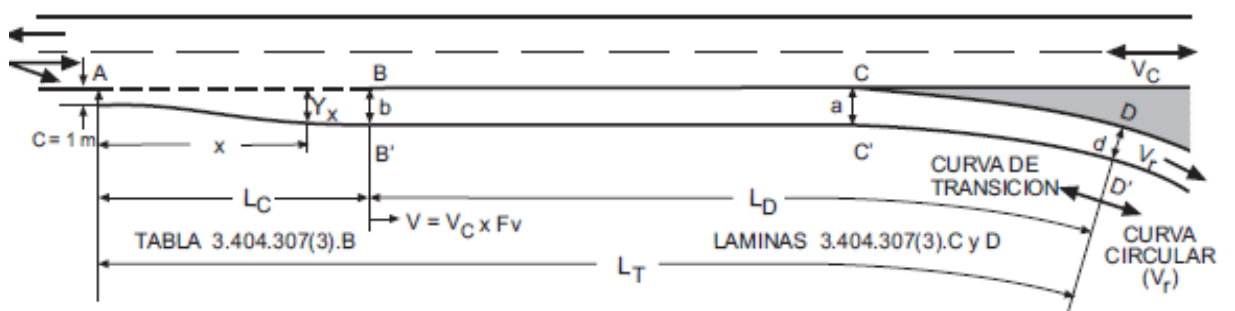 V_C
A B C
Y_x b a D
C = 1 m d V_r
x B' C' CURVA DE
TRANSICION D'
L_C L_D
V = V_C x Fv CURVA
TABLA 3.404.307(3).B LAMINAS 3.404.307(3).C y D CIRCULAR
L_T (V_r)